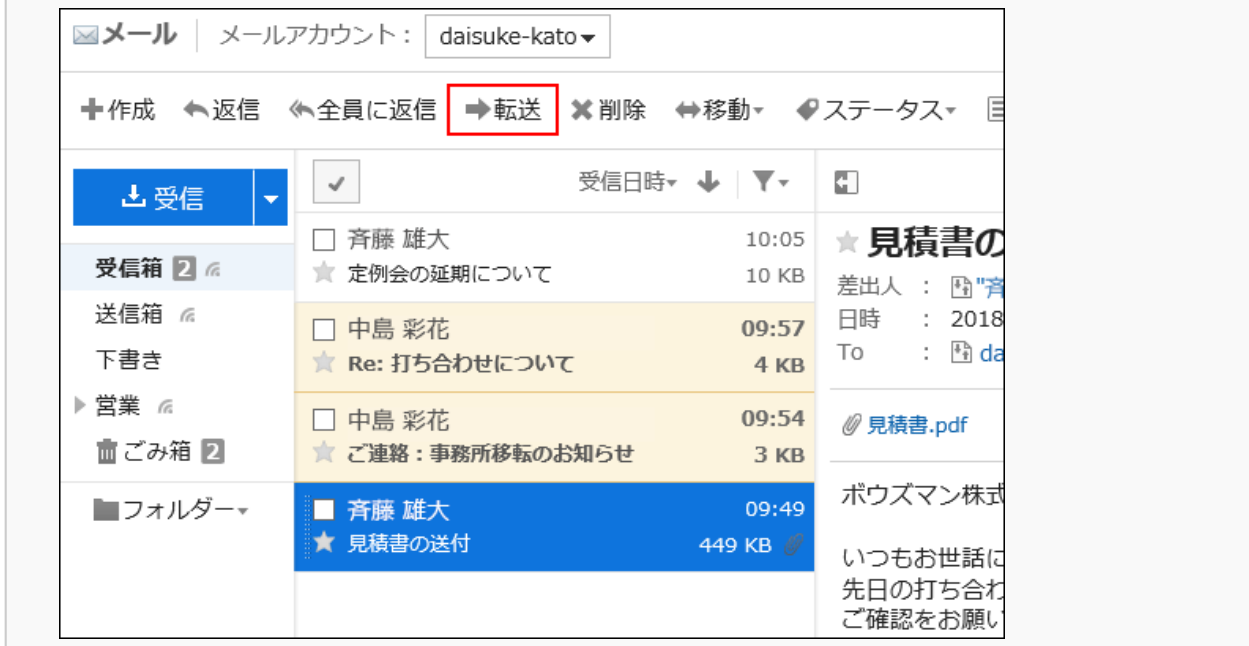 メール メールアカウント： daisuke-kato
作成 返信 全員に返信 転送 削除 移動 ステータス
受信
受信箱 2
送信箱
下書き
営業
ごみ箱 2
フォルダー
受信日時
斉藤 雄大 10:05
定例会の延期について 10 KB
中島 彩花 09:57
Re: 打ち合わせについて 4 KB
中島 彩花 09:54
ご連絡：事務所移転のお知らせ 3 KB
斉藤 雄大 09:49
見積書の送付 449 KB
見積書の
差出人 ： "斉
日時 ： 2018
To ： da
見積書.pdf
ボウズマン株式
いつもお世話に
先日の打ち合わ
ご確認をお願い